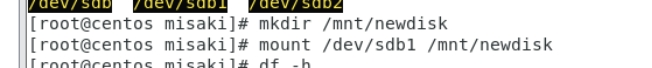 /dev/sdb /dev/sdb1 /dev/sdb2
[root@centos misaki]# mkdir /mnt/newdisk
[root@centos misaki]# mount /dev/sdb1 /mnt/newdisk
[root@centos misaki]# df -h